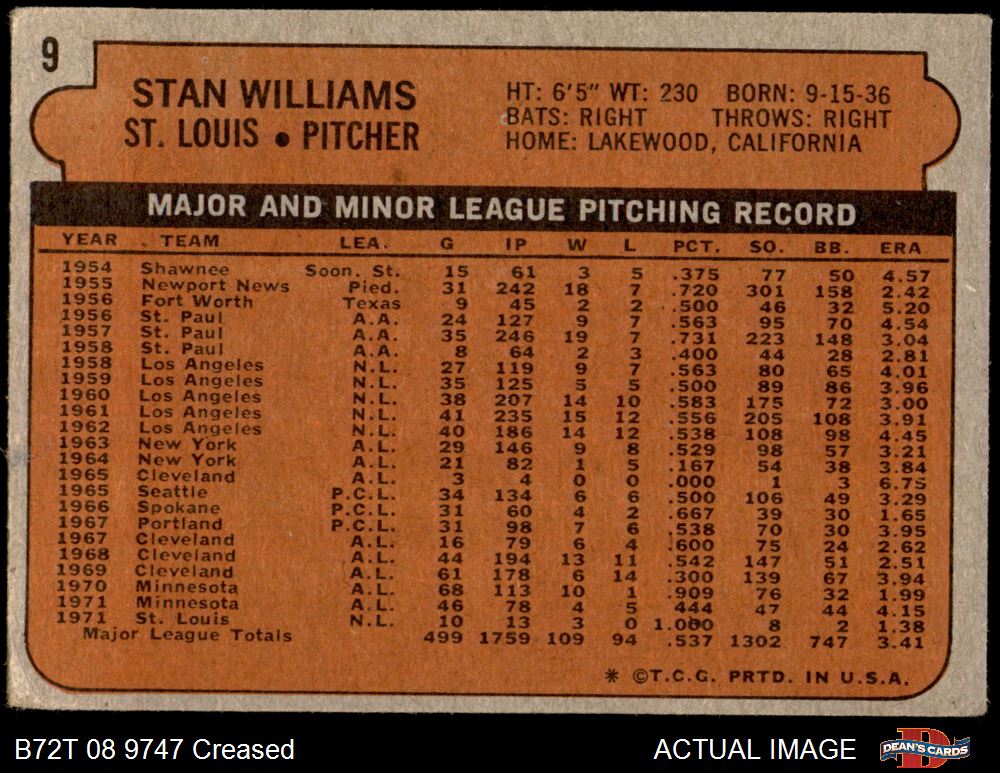 9
STAN WILLIAMS
ST. LOUIS • PITCHER
HT: 6'5" WT: 230 BORN: 9-15-36
BATS: RIGHT THROWS: RIGHT
HOME: LAKEWOOD, CALIFORNIA
MAJOR AND MINOR LEAGUE PITCHING RECORD
YEAR TEAM LEA. G IP W L PCT. SO. BB. ERA
1954 Shawnee Soon. St. 15 61 3 5 .375 77 50 4.57
1955 Newport News Pied. 31 242 18 7 .720 301 158 2.42
1956 Fort Worth Texas 9 45 2 2 .500 46 32 5.20
1956 St. Paul A.A. 24 127 9 7 .563 95 70 4.54
1957 St. Paul A.A. 35 246 19 7 .731 223 148 3.04
1958 St. Paul A.A. 8 64 2 3 .400 44 28 2.81
1958 Los Angeles N.L. 27 119 9 7 .563 80 65 4.01
1959 Los Angeles N.L. 35 125 5 5 .500 89 86 3.96
1960 Los Angeles N.L. 38 207 14 10 .583 175 72 3.00
1961 Los Angeles N.L. 41 235 15 12 .556 205 108 3.91
1962 Los Angeles N.L. 40 186 14 12 .538 108 98 4.45
1963 New York A.L. 29 146 9 8 .529 98 57 3.21
1964 New York A.L. 21 82 1 5 .167 54 38 3.84
1965 Cleveland A.L. 3 4 0 0 .000 1 3 6.75
1965 Seattle P.C.L. 34 134 6 6 .500 106 49 3.29
1966 Spokane P.C.L. 31 60 4 2 .667 39 30 1.65
1967 Portland P.C.L. 31 98 7 6 .538 70 30 3.95
1967 Cleveland A.L. 16 79 6 4 .600 75 24 2.62
1968 Cleveland A.L. 44 194 13 11 .542 147 51 2.51
1969 Cleveland A.L. 61 178 6 14 .300 139 67 3.94
1970 Minnesota A.L. 68 113 10 1 .909 76 32 1.99
1971 Minnesota A.L. 46 78 4 5 444 47 44 4.15
1971 St. Louis N.L. 10 13 3 0 1.000 8 2 1.38
Major League Totals 499 1759 109 94 .537 1302 747 3.41
* ©T.C.G. PRTD. IN U.S.A.
B72T 08 9747 Creased
ACTUAL IMAGE
D
DEAN'S CARDS